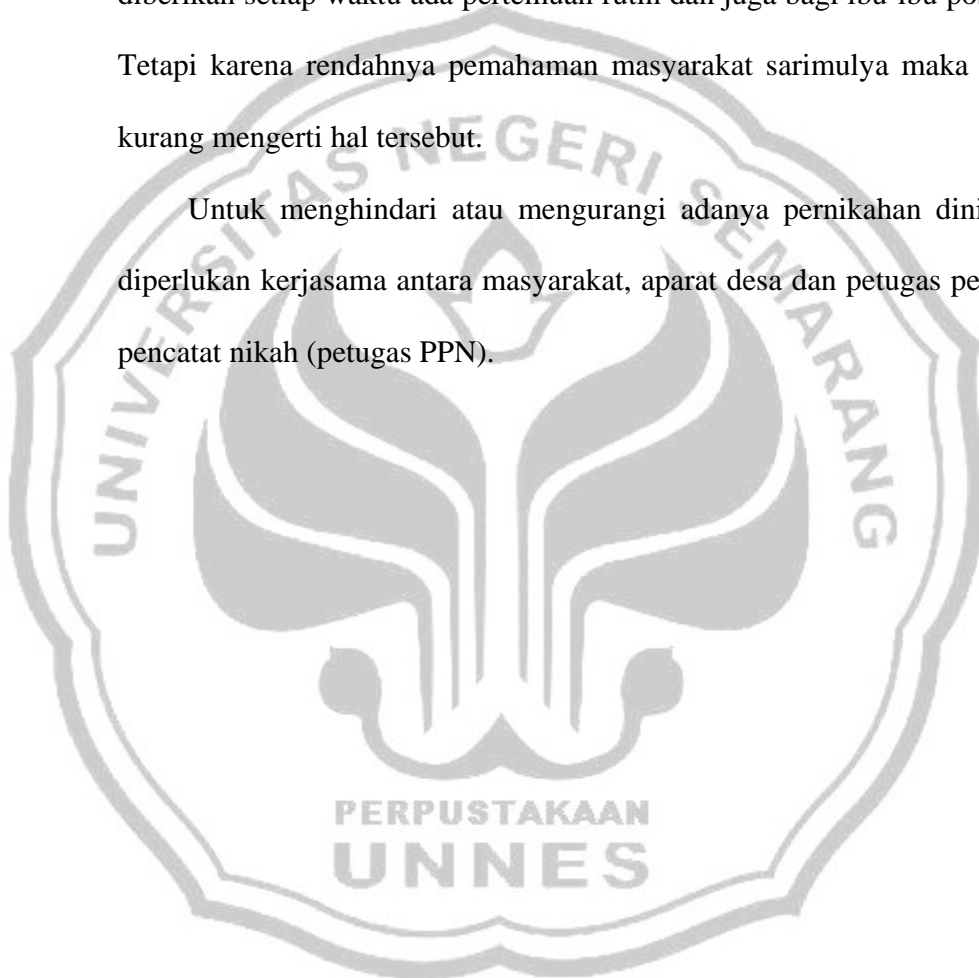 diberikan setiap waktu ada pertemuan rutin dan juga bagi ibu-ibu
Tetapi karena rendahnya pemahaman masyarakat sarimulya maka
kurang mengerti hal tersebut.
Untuk menghindari atau mengurangi adanya pernikahan dini
diperlukan kerjasama antara masyarakat, aparat desa dan petugas
pencatat nikah (petugas PPN).
UNIVERSITAS NEGERI SEMARANG
PERPUSTAKAAN
UNNES